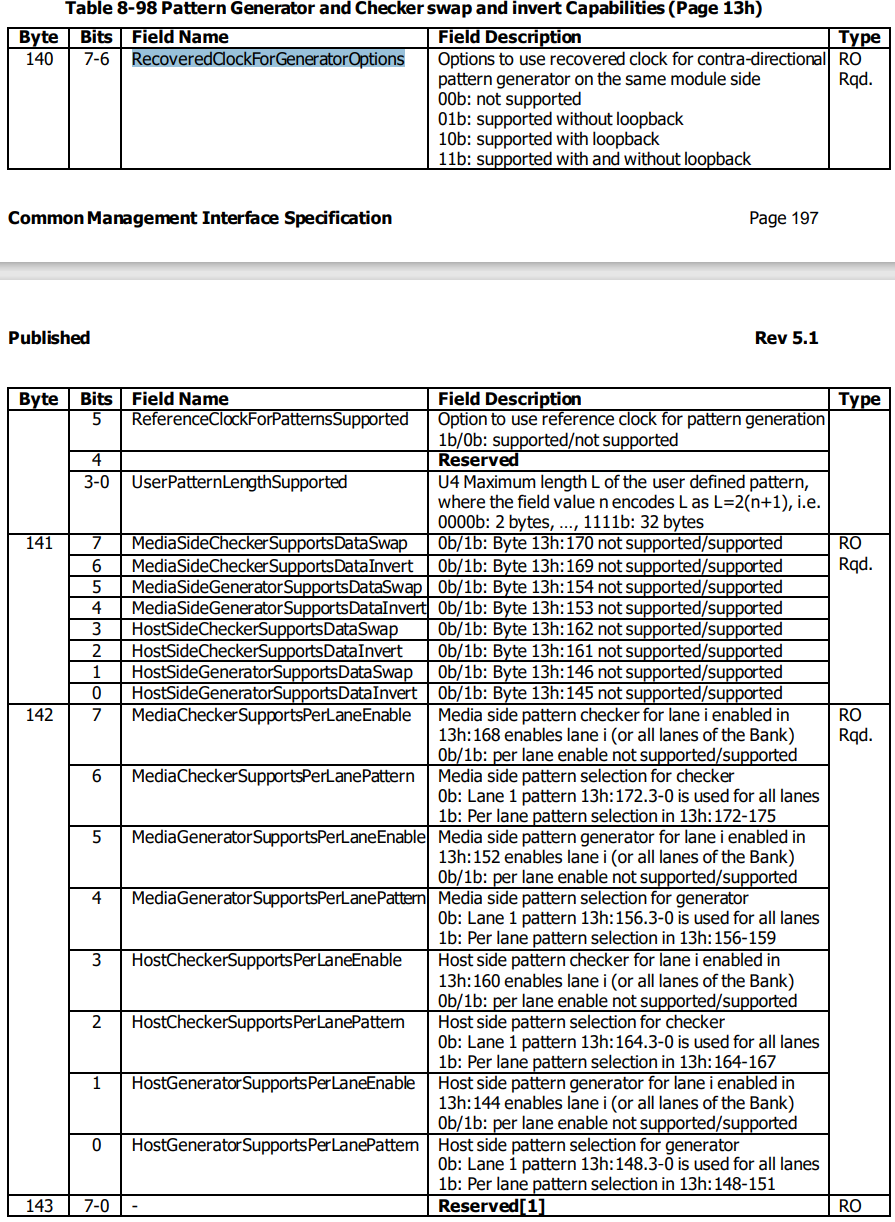 Table 8-98 Pattern Generator and Checker swap and invert Capabilities (Page 13h)
Byte Bits Field Name Field Description Type
140 7-6 RecoveredClockForGeneratorOptions Options to use recovered clock for contra-directional RO
pattern generator on the same module side Rqd.
00b: not supported
01b: supported without loopback
10b: supported with loopback
11b: supported with and without loopback
Common Management Interface Specification Page 197
Published Rev 5.1
Byte Bits Field Name Field Description Type
5 ReferenceClockForPatternsSupported Option to use reference clock for pattern generation
1b/0b: supported/not supported
4 Reserved
3-0 UserPatternLengthSupported U4 Maximum length L of the user defined pattern,
where the field value n encodes L as L=2(n+1), i.e.
0000b: 2 bytes, …, 1111b: 32 bytes
141 7 MediaSideCheckerSupportsDataSwap 0b/1b: Byte 13h:170 not supported/supported RO
6 MediaSideCheckerSupportsDataInvert 0b/1b: Byte 13h:169 not supported/supported Rqd.
5 MediaSideGeneratorSupportsDataSwap 0b/1b: Byte 13h:154 not supported/supported
4 MediaSideGeneratorSupportsDataInvert 0b/1b: Byte 13h:153 not supported/supported
3 HostSideCheckerSupportsDataSwap 0b/1b: Byte 13h:162 not supported/supported
2 HostSideCheckerSupportsDataInvert 0b/1b: Byte 13h:161 not supported/supported
1 HostSideGeneratorSupportsDataSwap 0b/1b: Byte 13h:146 not supported/supported
0 HostSideGeneratorSupportsDataInvert 0b/1b: Byte 13h:145 not supported/supported
142 7 MediaCheckerSupportsPerLaneEnable Media side pattern checker for lane i enabled in RO
13h:168 enables lane i (or all lanes of the Bank) Rqd.
0b/1b: per lane enable not supported/supported
6 MediaCheckerSupportsPerLanePattern Media side pattern selection for checker
0b: Lane 1 pattern 13h:172.3-0 is used for all lanes
1b: Per lane pattern selection in 13h:172-175
5 MediaGeneratorSupportsPerLaneEnable Media side pattern generator for lane i enabled in
13h:152 enables lane i (or all lanes of the Bank)
0b/1b: per lane enable not supported/supported
4 MediaGeneratorSupportsPerLanePattern Media side pattern selection for generator
0b: Lane 1 pattern 13h:156.3-0 is used for all lanes
1b: Per lane pattern selection in 13h:156-159
3 HostCheckerSupportsPerLaneEnable Host side pattern checker for lane i enabled in
13h:160 enables lane i (or all lanes of the Bank)
0b/1b: per lane enable not supported/supported
2 HostCheckerSupportsPerLanePattern Host side pattern selection for checker
0b: Lane 1 pattern 13h:164.3-0 is used for all lanes
1b: Per lane pattern selection in 13h:164-167
1 HostGeneratorSupportsPerLaneEnable Host side pattern generator for lane i enabled in
13h:144 enables lane i (or all lanes of the Bank)
0b/1b: per lane enable not supported/supported
0 HostGeneratorSupportsPerLanePattern Host side pattern selection for generator
0b: Lane 1 pattern 13h:148.3-0 is used for all lanes
1b: Per lane pattern selection in 13h:148-151
143 7-0 - Reserved[1] RO